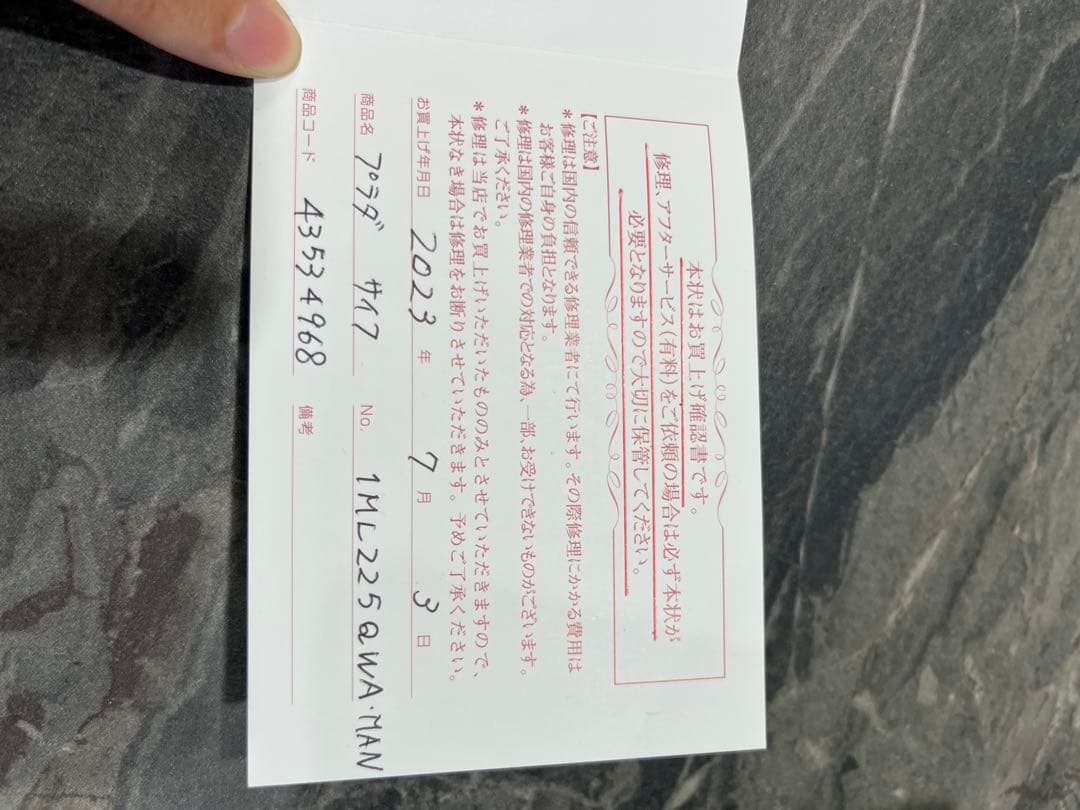 本状はお買上げ確認書です。
修理、アフターサービス(有料)をご依頼の場合は必ず本状が
必要となりますので大切に保管してください。
【ご注意】
＊修理は国内の信頼できる修理業者にて行います。その際修理にかかる費用は
お客様ご自身の負担となります。
＊修理は国内の修理業者での対応となる為、一部、お受けできないものがございます。
ご了承ください。
＊修理は当店でお買上げいただいたもののみとさせていただきますので、
本状なき場合は修理をお断りさせていただきます。予めご了承ください。
お買上げ年月日 2023 年 7 月 3 日
商品名 プラダ サイフ No. 1ML225QWA・MAN
商品コード 43534968 備考